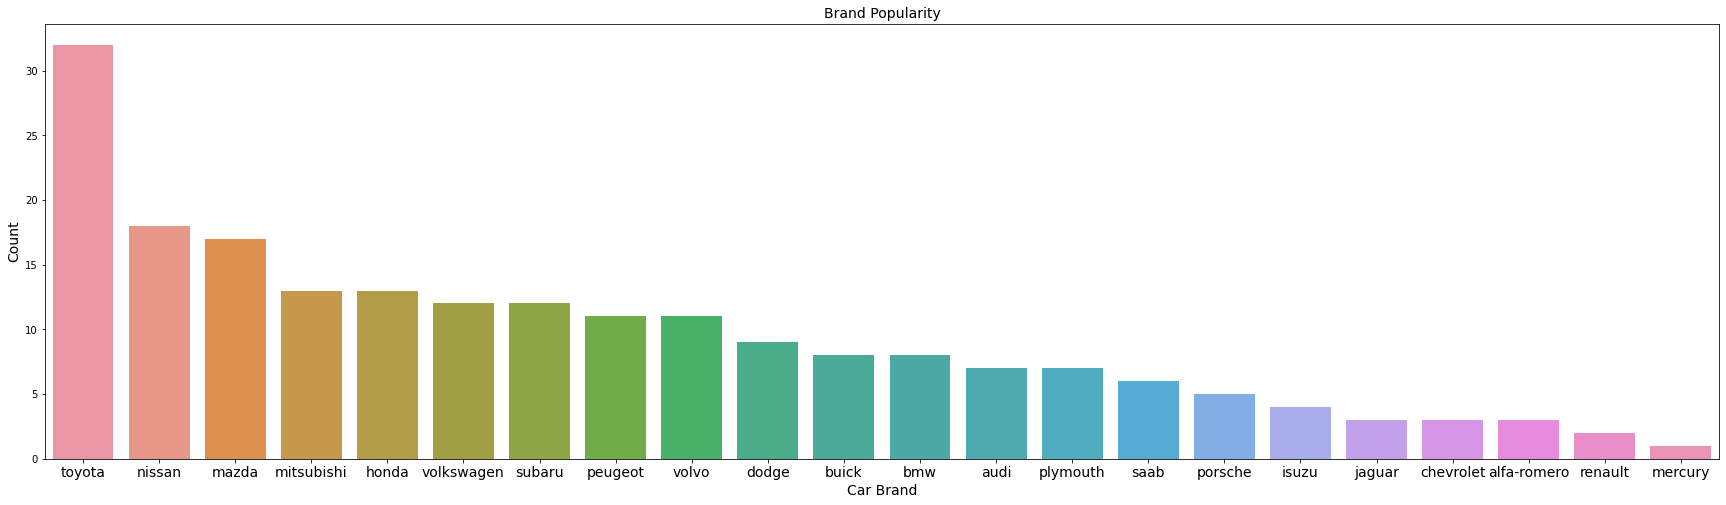 Brand Popularity
30
25
20
15
10
5
0
Count
toyota nissan mazda mitsubishi honda volkswagen subaru peugeot volvo dodge buick bmw audi plymouth saab porsche isuzu jaguar chevrolet alfa-romero renault mercury
Car Brand